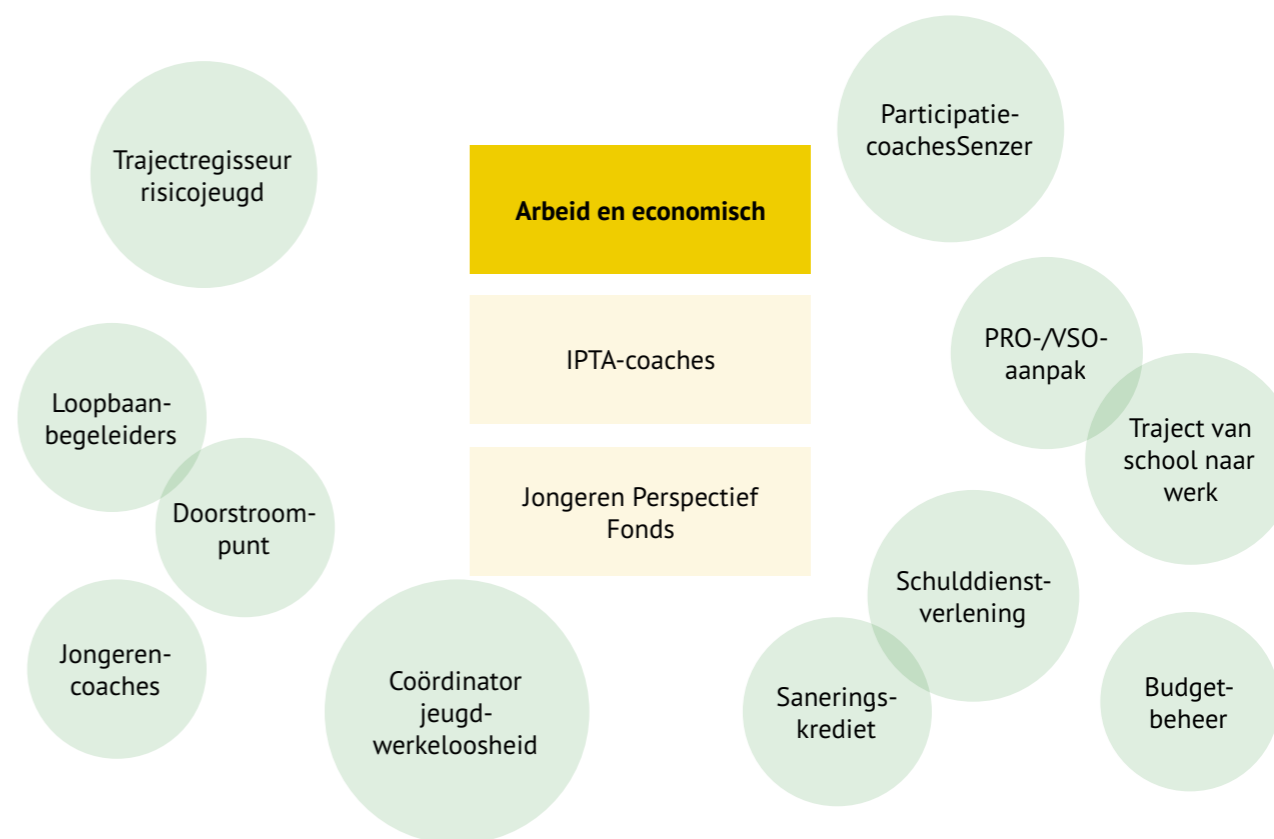 Trajectregisseur
risicojeugd
Participatie-
coachesSenzer
Arbeid en economisch
IPTA-coaches
PRO-/VSO-
aanpak
Loopbaan-
begeleiders
Traject van
school naar
werk
Doorstroom-
punt
Jongeren Perspectief
Fonds
Schulddienst-
verlening
Jongeren-
coaches
Coördinator
jeugd-
werkeloosheid
Sanerings-
krediet
Budget-
beheer